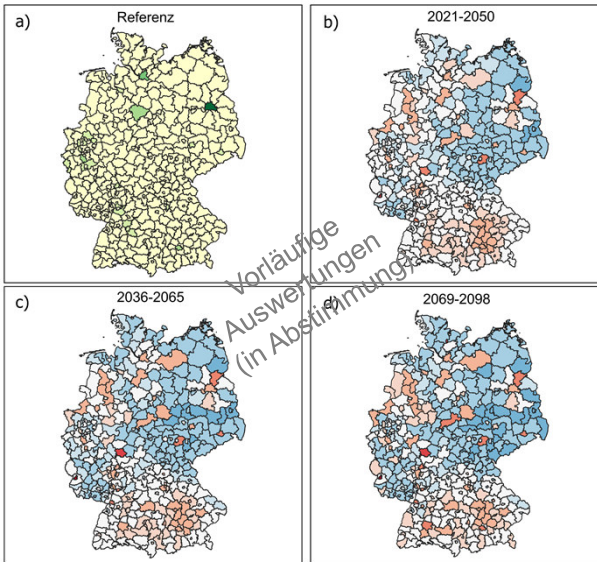 a)
Referenz
b)
2021-2050
Vorläufige
Auswertungen
(in Abstimmung)
c)
2036-2065
d)
2069-2098